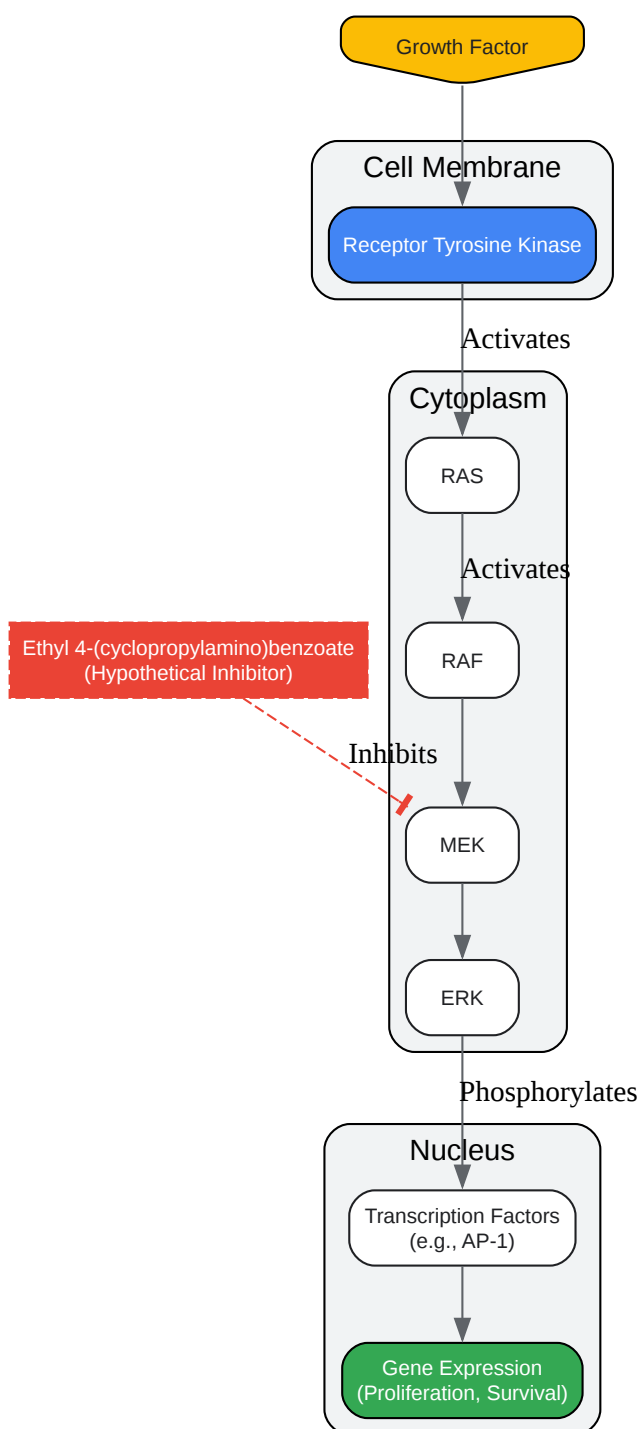 Growth Factor
Cell Membrane
Receptor Tyrosine Kinase
Activates
Cytoplasm
RAS
Activates
Ethyl 4-(cyclopropylamino)benzoate
(Hypothetical Inhibitor)
RAF
Inhibits
MEK
ERK
Phosphorylates
Nucleus
Transcription Factors
(e.g., AP-1)
Gene Expression
(Proliferation, Survival)